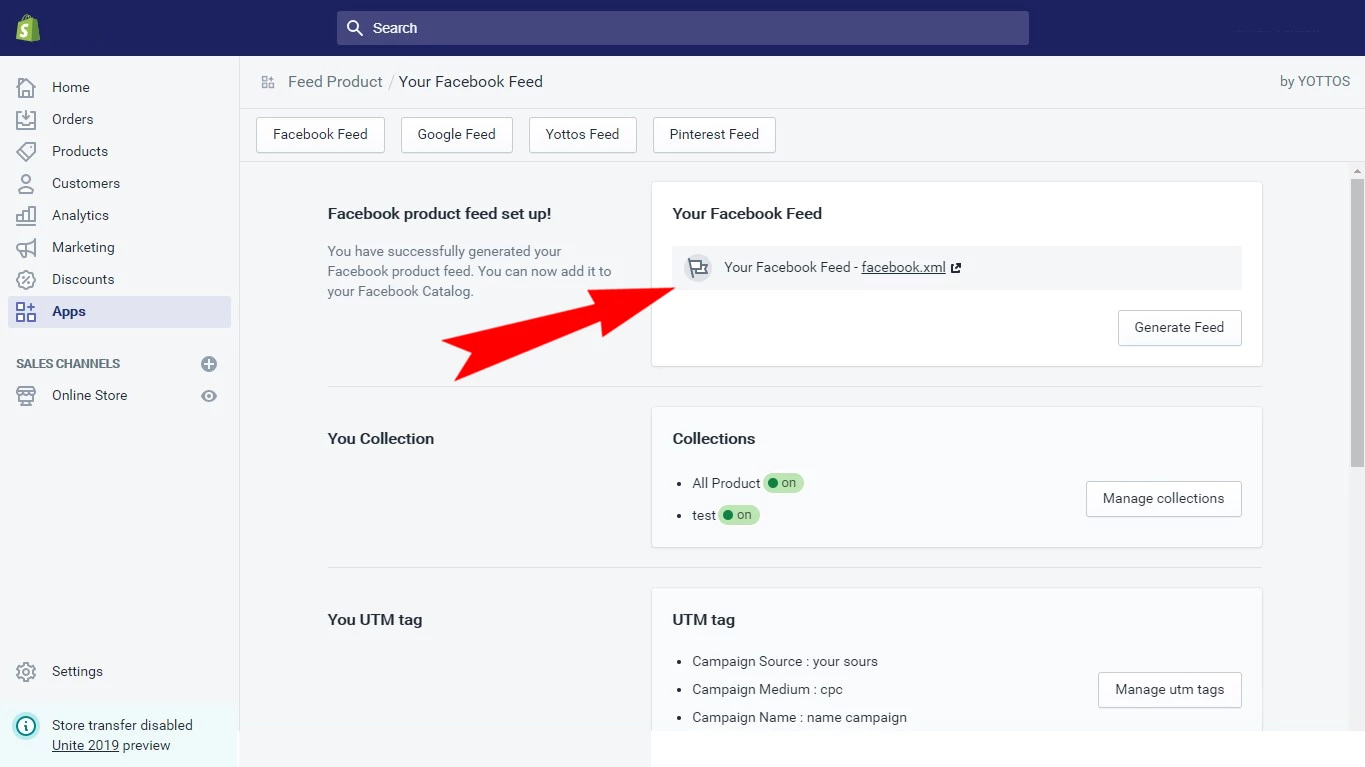 Search
Home
Orders
Products
Customers
Analytics
Marketing
Discounts
Apps
SALES CHANNELS
Online Store
Settings
Store transfer disabled
Unite 2019 preview
Feed Product / Your Facebook Feed
by YOTTOS
Facebook Feed
Google Feed
Yottos Feed
Pinterest Feed
Facebook product feed set up!
You have successfully generated your
Facebook product feed. You can now add it to
your Facebook Catalog.
Your Facebook Feed
Your Facebook Feed - facebook.xml
Generate Feed
You Collection
Collections
All Product on
test on
Manage collections
You UTM tag
UTM tag
Campaign Source : your sours
Campaign Medium : cpc
Campaign Name : name campaign
Manage utm tags